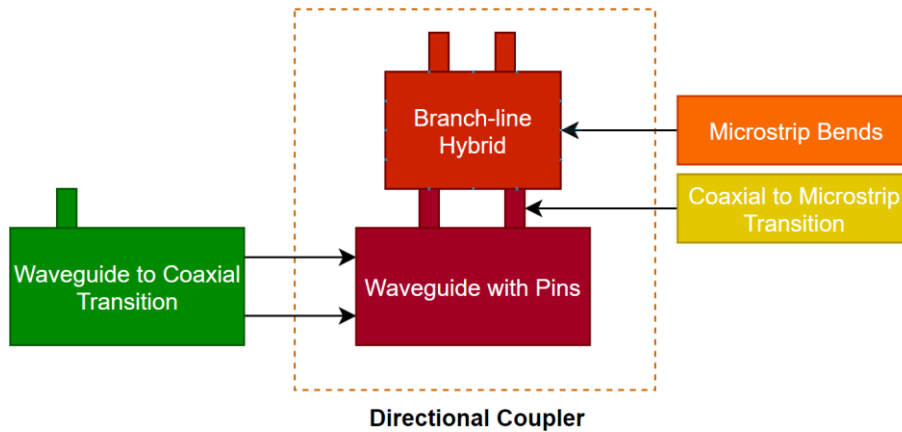 Branch-line
Hybrid
Microstrip Bends
Coaxial to Microstrip
Transition
Waveguide to Coaxial
Transition
Waveguide with Pins
Directional Coupler